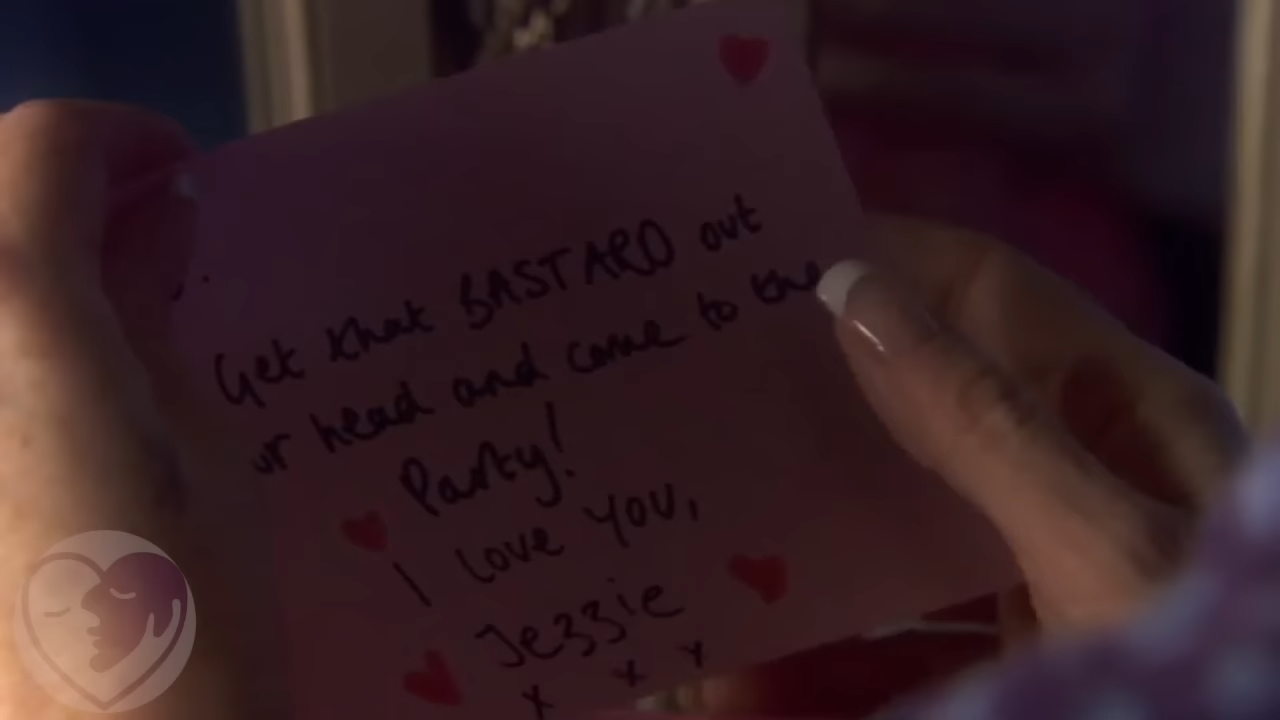 Get that BASTARD out
ur head and come to the
Party!
I love you,
Jezzie
x x x